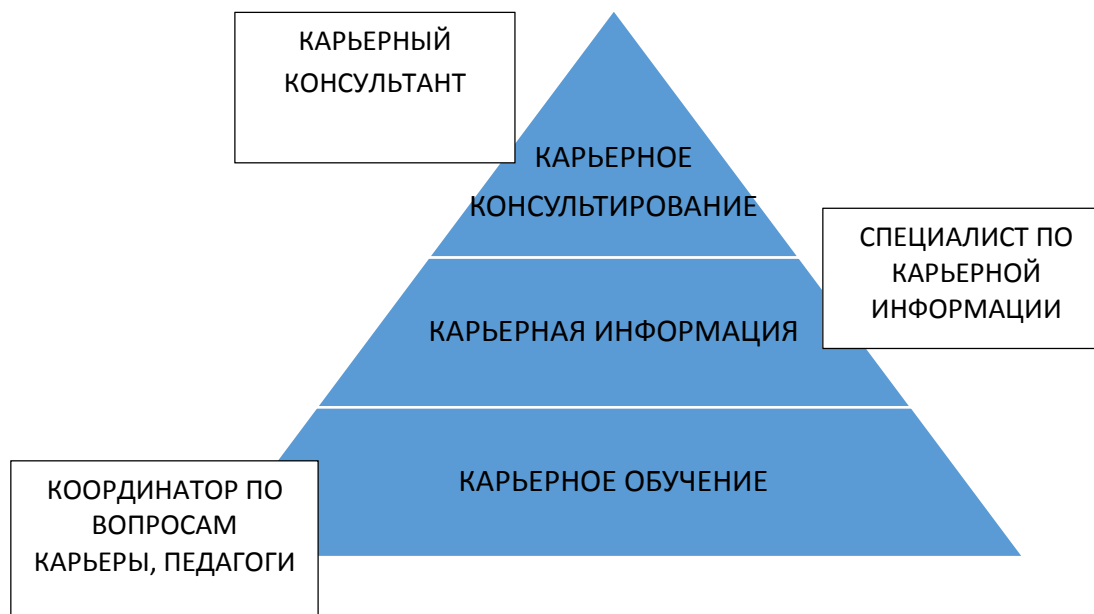 КАРЬЕРНЫЙ
КОНСУЛЬТАНТ
КАРЬЕРНОЕ
КОНСУЛЬТИРОВАНИЕ
СПЕЦИАЛИСТ ПО
КАРЬЕРНОЙ
ИНФОРМАЦИИ
КАРЬЕРНАЯ ИНФОРМАЦИЯ
КАРЬЕРНОЕ ОБУЧЕНИЕ
КООРДИНАТОР ПО
ВОПРОСАМ
КАРЬЕРЫ, ПЕДАГОГИ